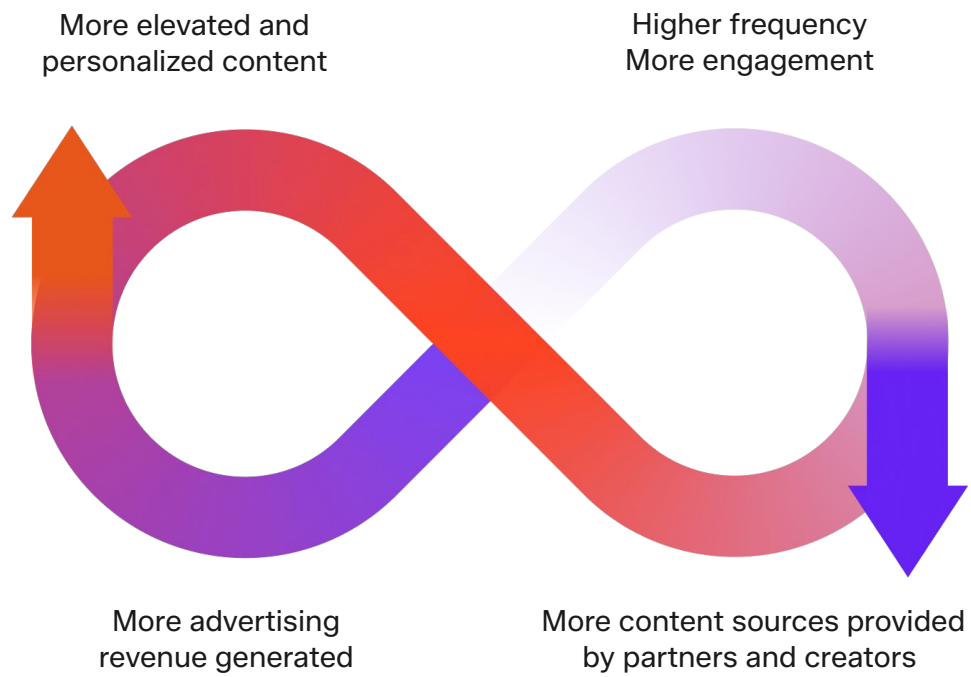 More elevated and
personalized content
Higher frequency
More engagement
More advertising
revenue generated
More content sources provided
by partners and creators